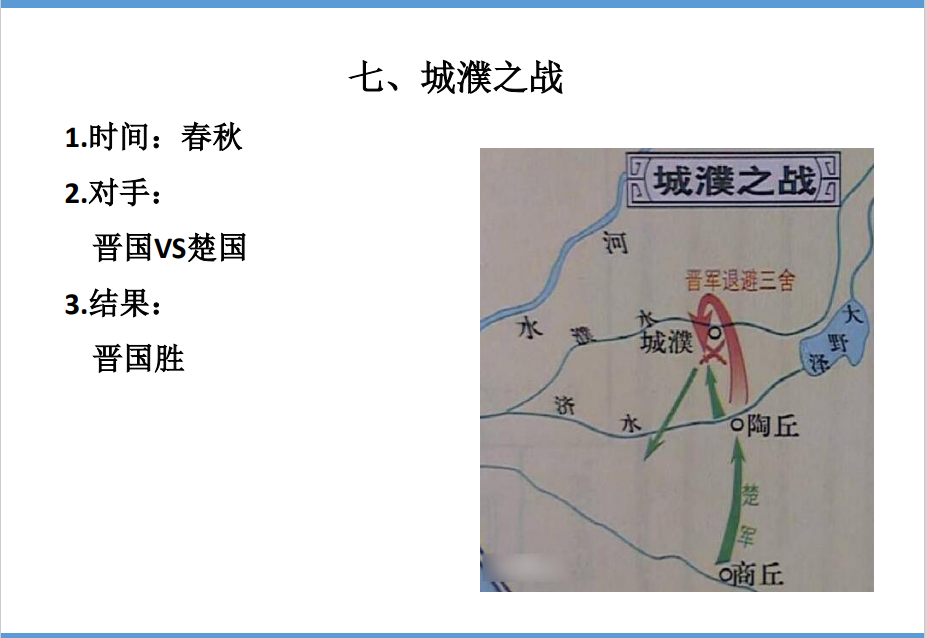 七、城濮之战
1.时间：春秋
2.对手：
晋国VS楚国
3.结果：
晋国胜
城濮之战
河
水
晋军退避三舍
濮
水
城濮
大
野
泽
济
水
陶丘
楚
军
商丘